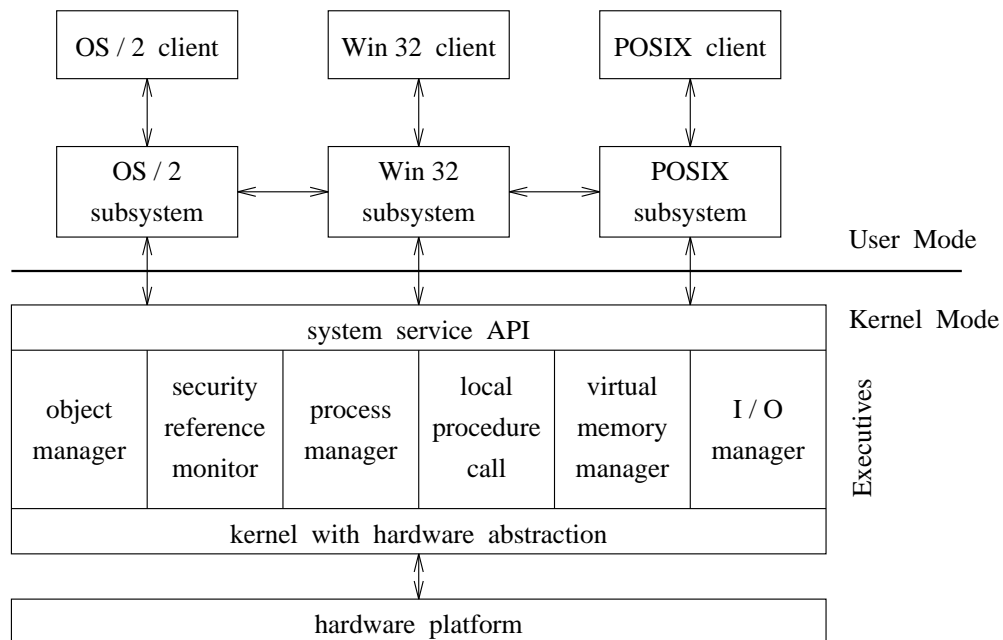 OS / 2 client
Win 32 client
POSIX client
OS / 2
subsystem
Win 32
subsystem
POSIX
subsystem
User Mode
Kernel Mode
system service API
object
manager
security
reference
monitor
process
manager
local
procedure
call
virtual
memory
manager
I / O
manager
Executives
kernel with hardware abstraction
hardware platform